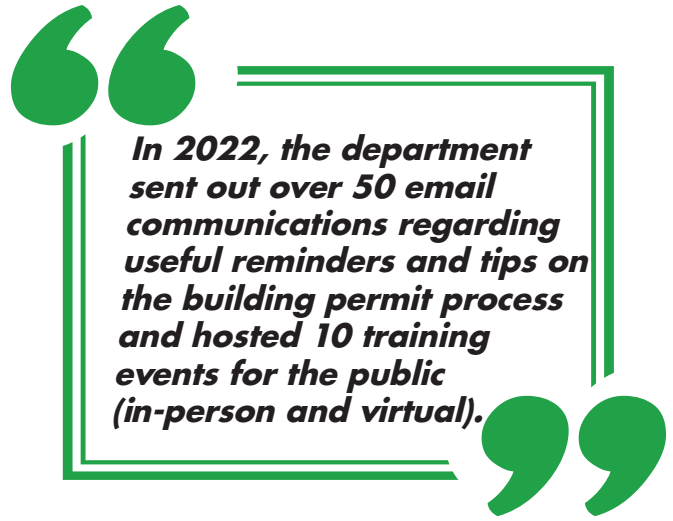 In 2022, the department
sent out over 50 email
communications regarding
useful reminders and tips on
the building permit process
and hosted 10 training
events for the public
(in-person and virtual).